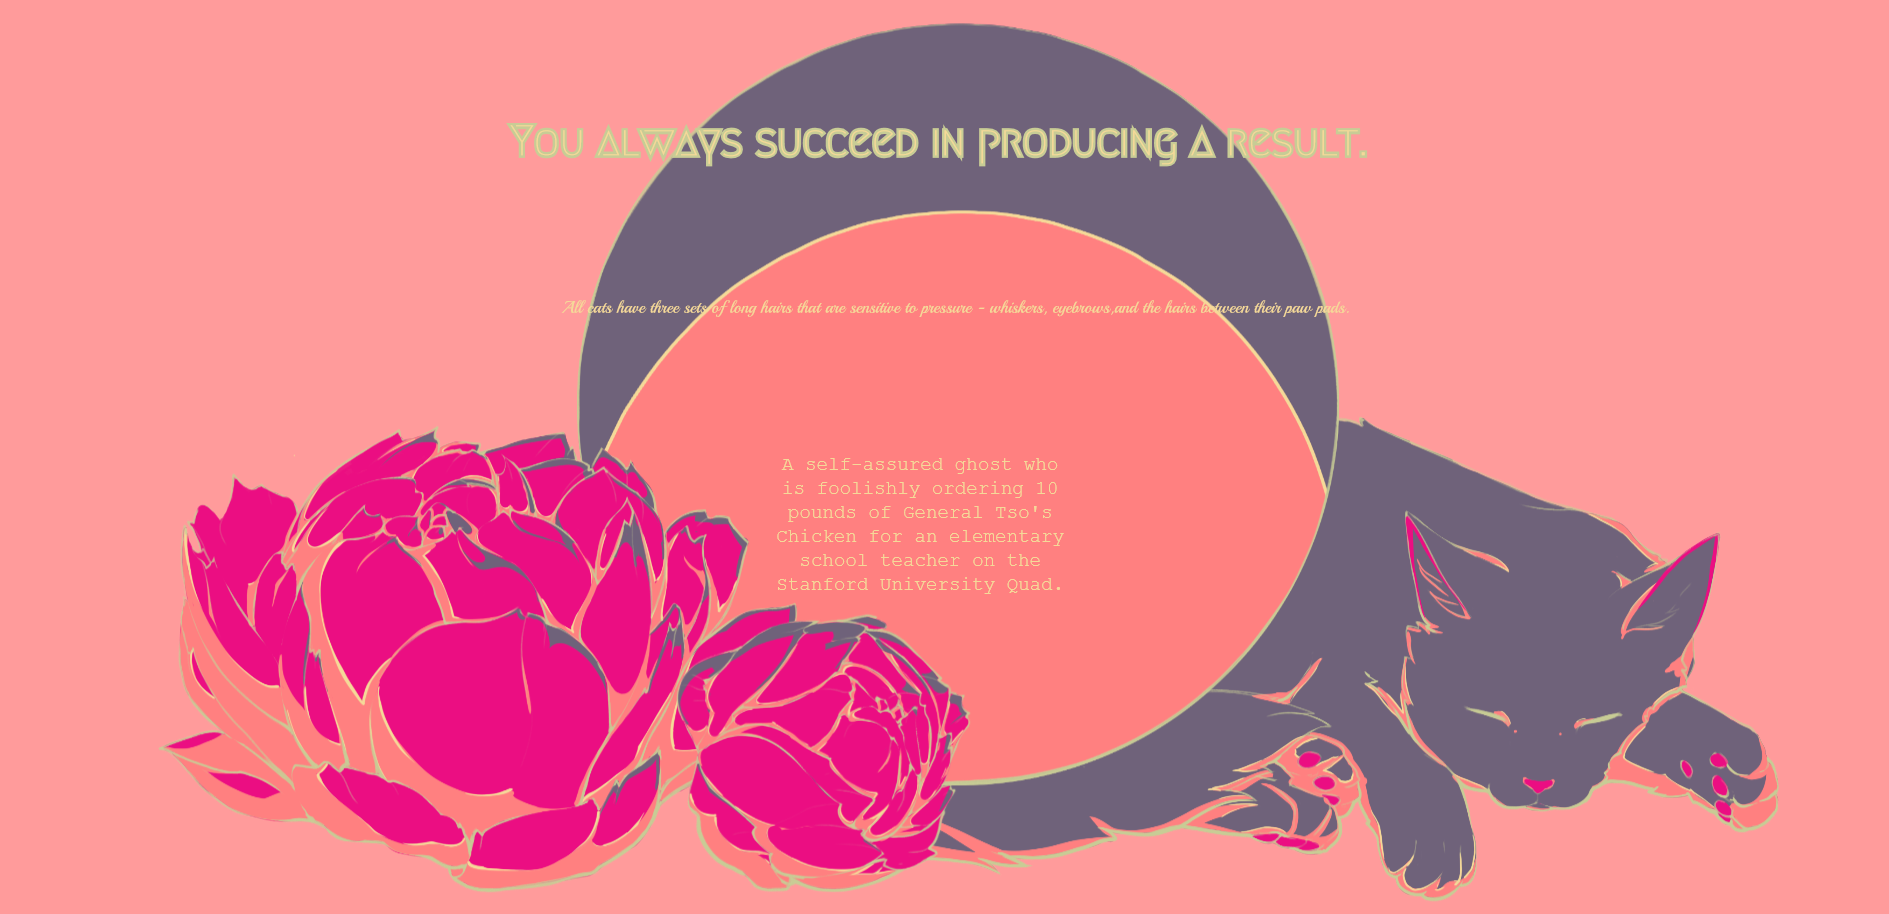 You always succeed in producing a result.
All cats have three sets of long hairs that are sensitive to pressure - whiskers, eyebrows,and the hairs between their paw pads.
A self-assured ghost who
is foolishly ordering 10
pounds of General Tso's
Chicken for an elementary
school teacher on the
Stanford University Quad.